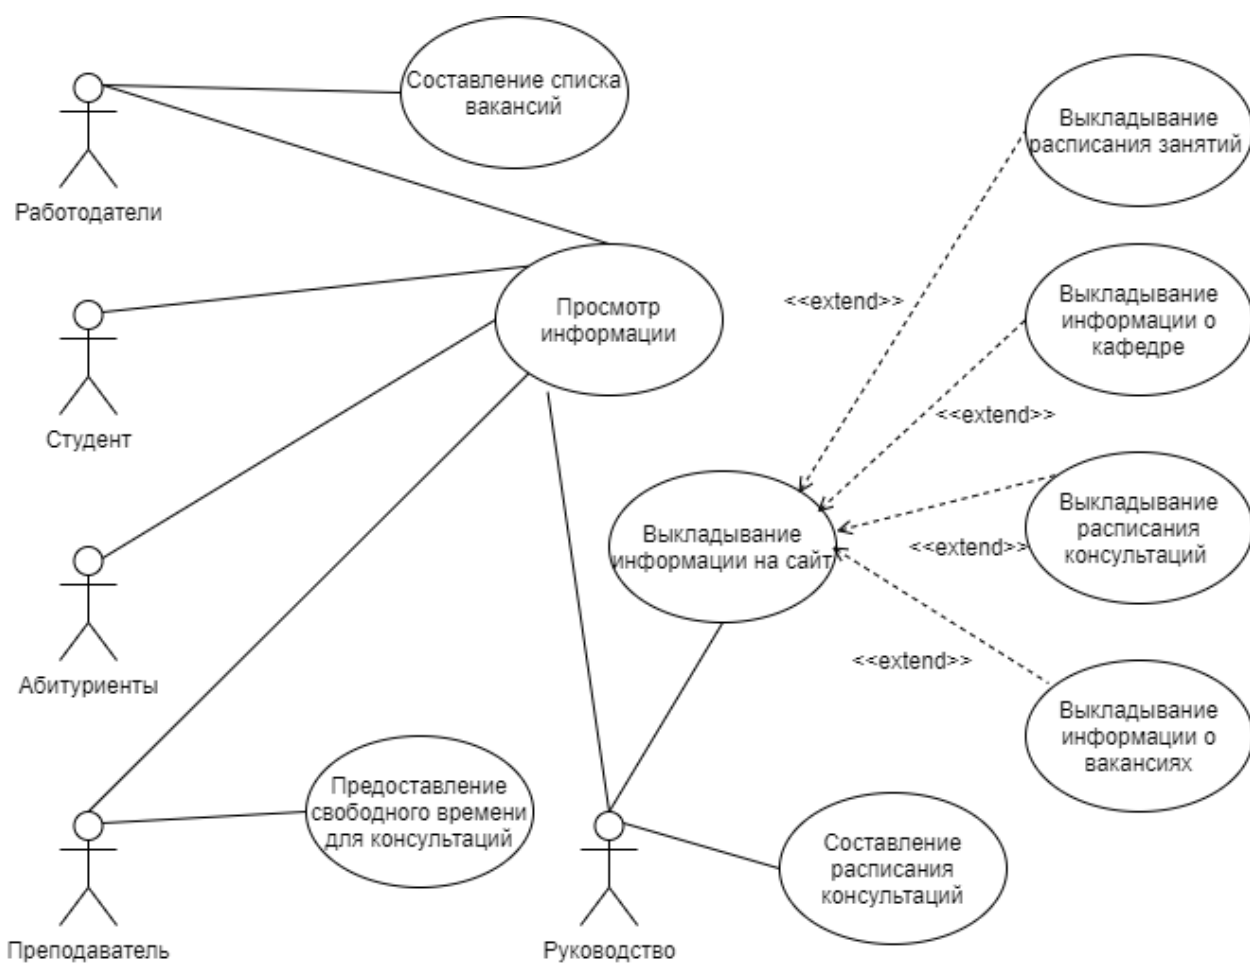 Составление списка
вакансий
Работодатели
Выкладывание
расписания занятий
Просмотр
информации
<<extend>>
Выкладывание
информации о
кафедре
<<extend>>
Студент
Выкладывание
информации на сайт
Выкладывание
расписания
консультаций
<<extend>>
<<extend>>
Абитуриенты
Выкладывание
информации о
вакансиях
Предоставление
свободного времени
для консультаций
Составление
расписания
консультаций
Преподаватель
Руководство